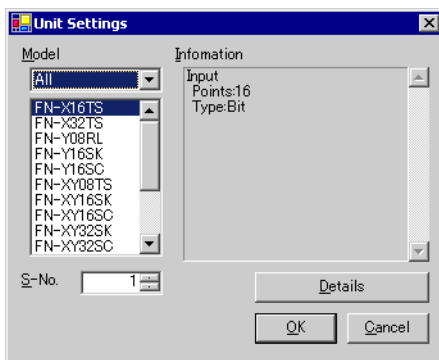 Unit Settings
Model
Infomation
All
FN-X16TS
FN-X32TS
FN-Y08RL
FN-Y16SK
FN-Y16SC
FN-XY08TS
FN-XY16SK
FN-XY16SC
FN-XY32SK
FN-XY32SC
Input
Points:16
Type:Bit
S-No.
1
Details
OK
Cancel